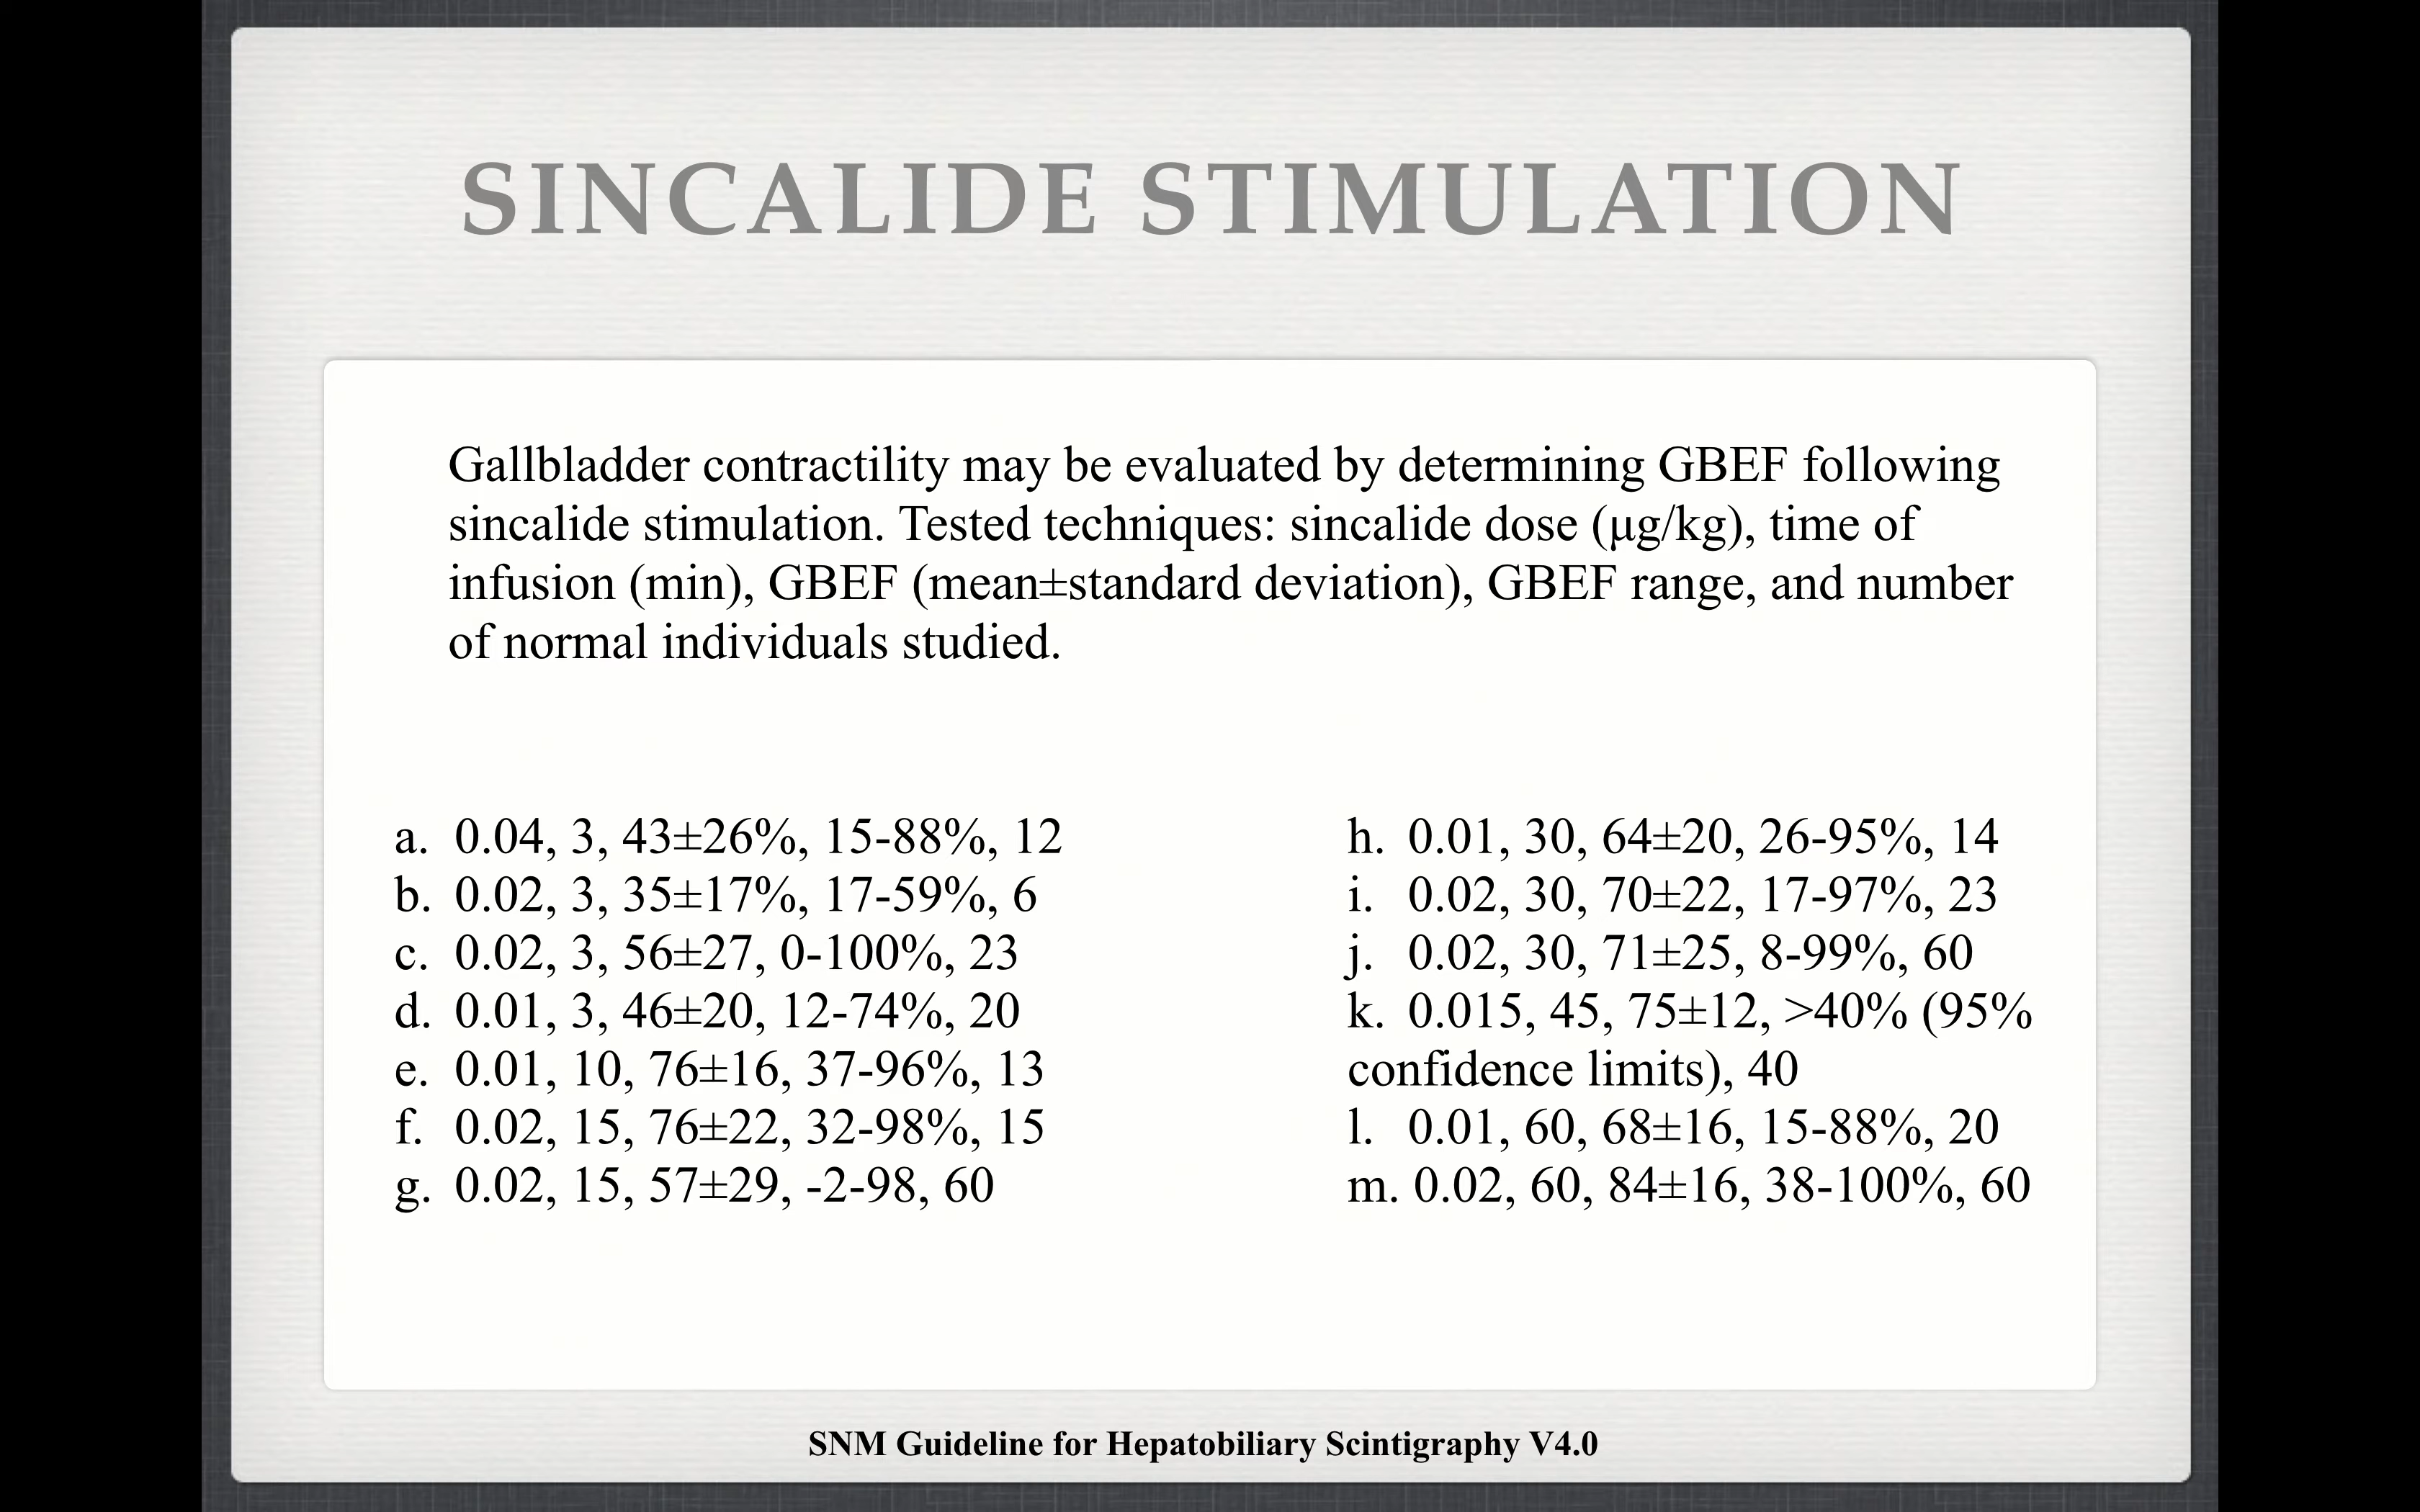 SINCALIDE STIMULATION
Gallbladder contractility may be evaluated by determining GBEF following
sincalide stimulation. Tested techniques: sincalide dose (μg/kg), time of
infusion (min), GBEF (mean±standard deviation), GBEF range, and number
of normal individuals studied.
a. 0.04, 3, 43±26%, 15-88%, 12
b. 0.02, 3, 35±17%, 17-59%, 6
c. 0.02, 3, 56±27, 0-100%, 23
d. 0.01, 3, 46±20, 12-74%, 20
e. 0.01, 10, 76±16, 37-96%, 13
f. 0.02, 15, 76±22, 32-98%, 15
g. 0.02, 15, 57±29, -2-98, 60
h. 0.01, 30, 64±20, 26-95%, 14
i. 0.02, 30, 70±22, 17-97%, 23
j. 0.02, 30, 71±25, 8-99%, 60
k. 0.015, 45, 75±12, >40% (95%
confidence limits), 40
l. 0.01, 60, 68±16, 15-88%, 20
m. 0.02, 60, 84±16, 38-100%, 60
SNM Guideline for Hepatobiliary Scintigraphy V4.0